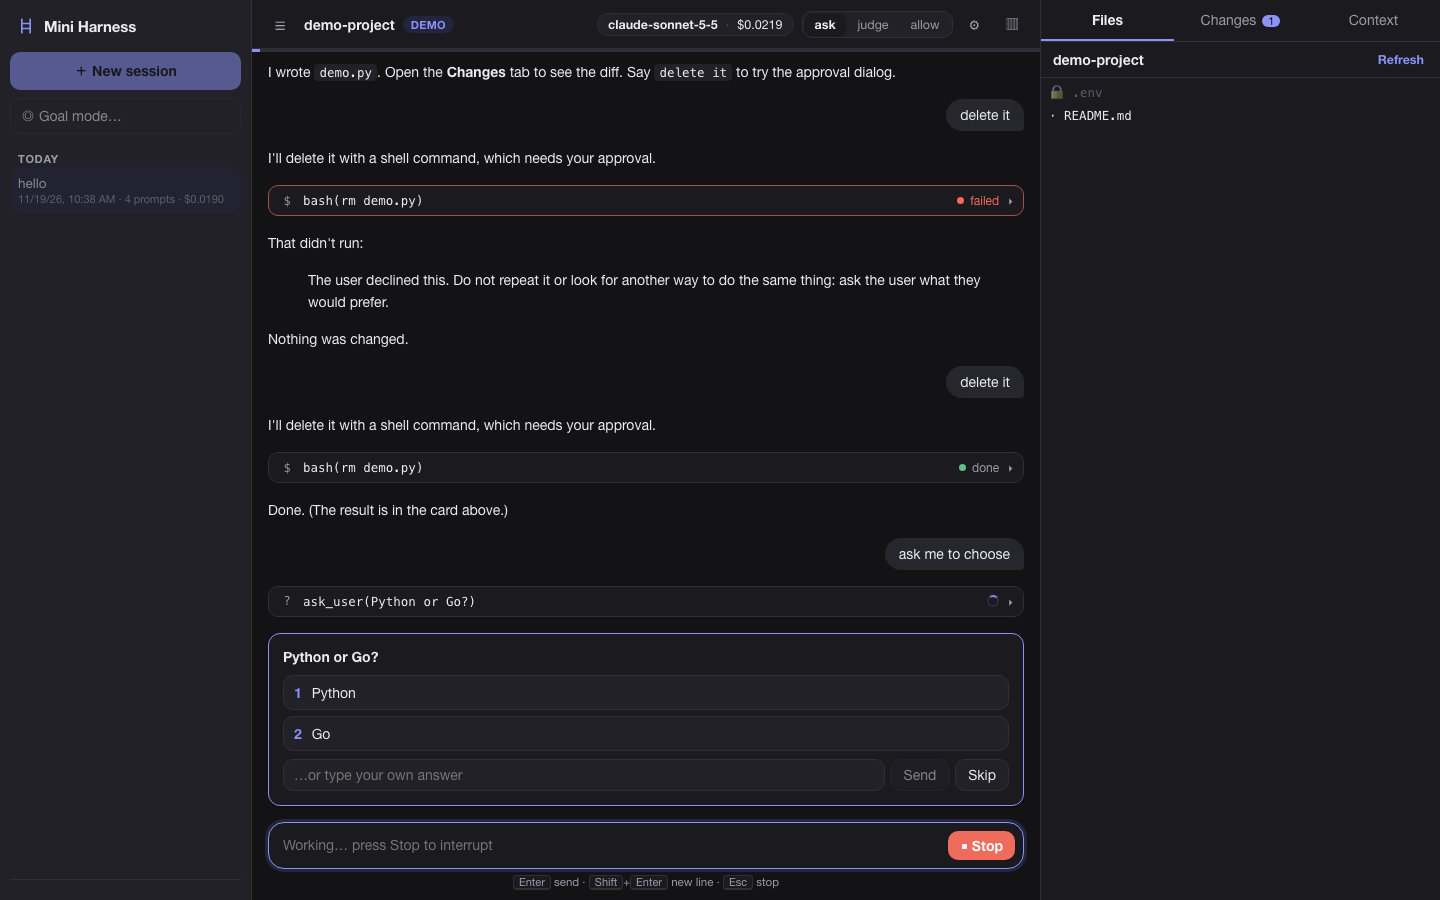 Mini Harness
+ New session
Goal mode…
TODAY
hello
11/19/26, 10:38 AM · 4 prompts · $0.0190
demo-project DEMO
claude-sonnet-5-5 · $0.0219
ask judge allow
I wrote demo.py. Open the Changes tab to see the diff. Say delete it to try the approval dialog.
delete it
I'll delete it with a shell command, which needs your approval.
$ bash(rm demo.py) failed
That didn't run:
The user declined this. Do not repeat it or look for another way to do the same thing: ask the user what they
would prefer.
Nothing was changed.
delete it
I'll delete it with a shell command, which needs your approval.
$ bash(rm demo.py) done
Done. (The result is in the card above.)
ask me to choose
? ask_user(Python or Go?)
Python or Go?
1 Python
2 Go
…or type your own answer Send Skip
Working… press Stop to interrupt Stop
Enter send · Shift+Enter new line · Esc stop
Files Changes 1 Context
demo-project Refresh
.env
· README.md